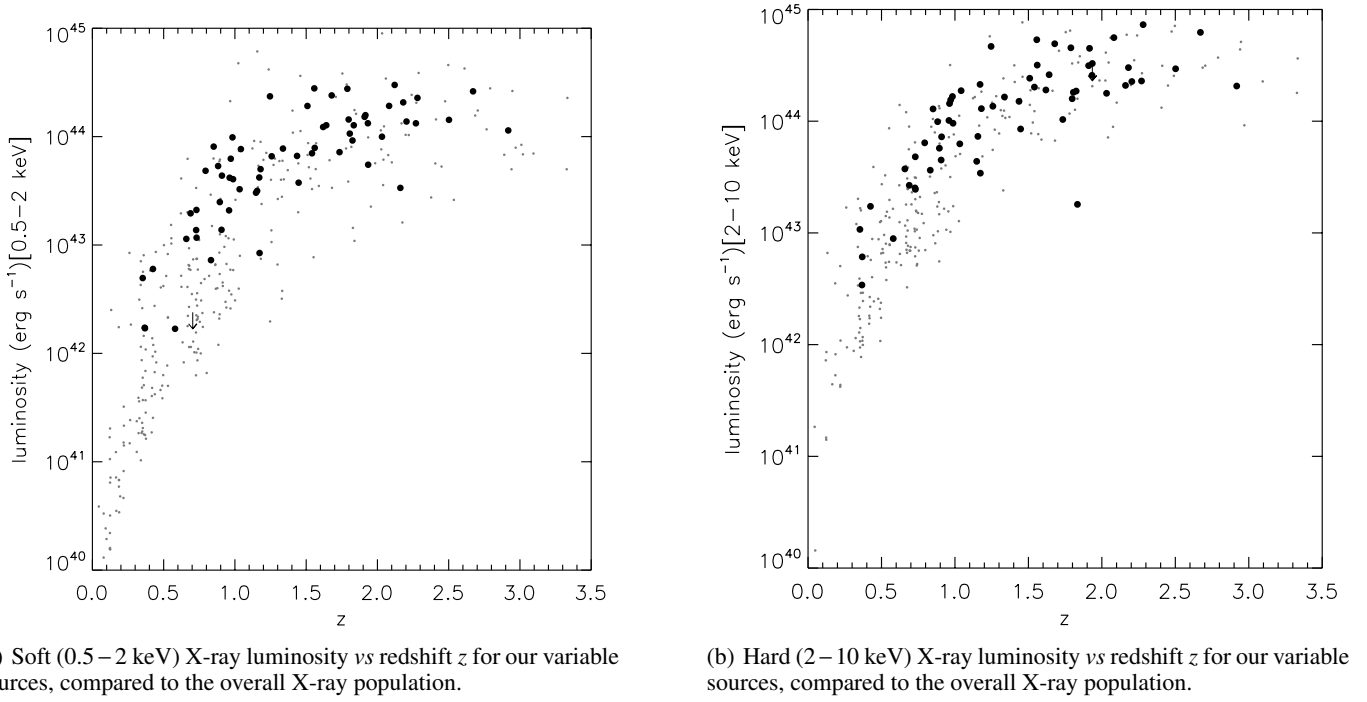 10^45
10^44
10^43
10^42
10^41
10^40
luminosity (erg s^−1)[0.5−2 keV]
0.0 0.5 1.0 1.5 2.0 2.5 3.0 3.5
z
10^45
10^44
10^43
10^42
10^41
10^40
luminosity (erg s^−1)[2−10 keV]
0.0 0.5 1.0 1.5 2.0 2.5 3.0 3.5
z
) Soft (0.5 – 2 keV) X-ray luminosity vs redshift z for our variable
urces, compared to the overall X-ray population.
(b) Hard (2 – 10 keV) X-ray luminosity vs redshift z for our variable
sources, compared to the overall X-ray population.